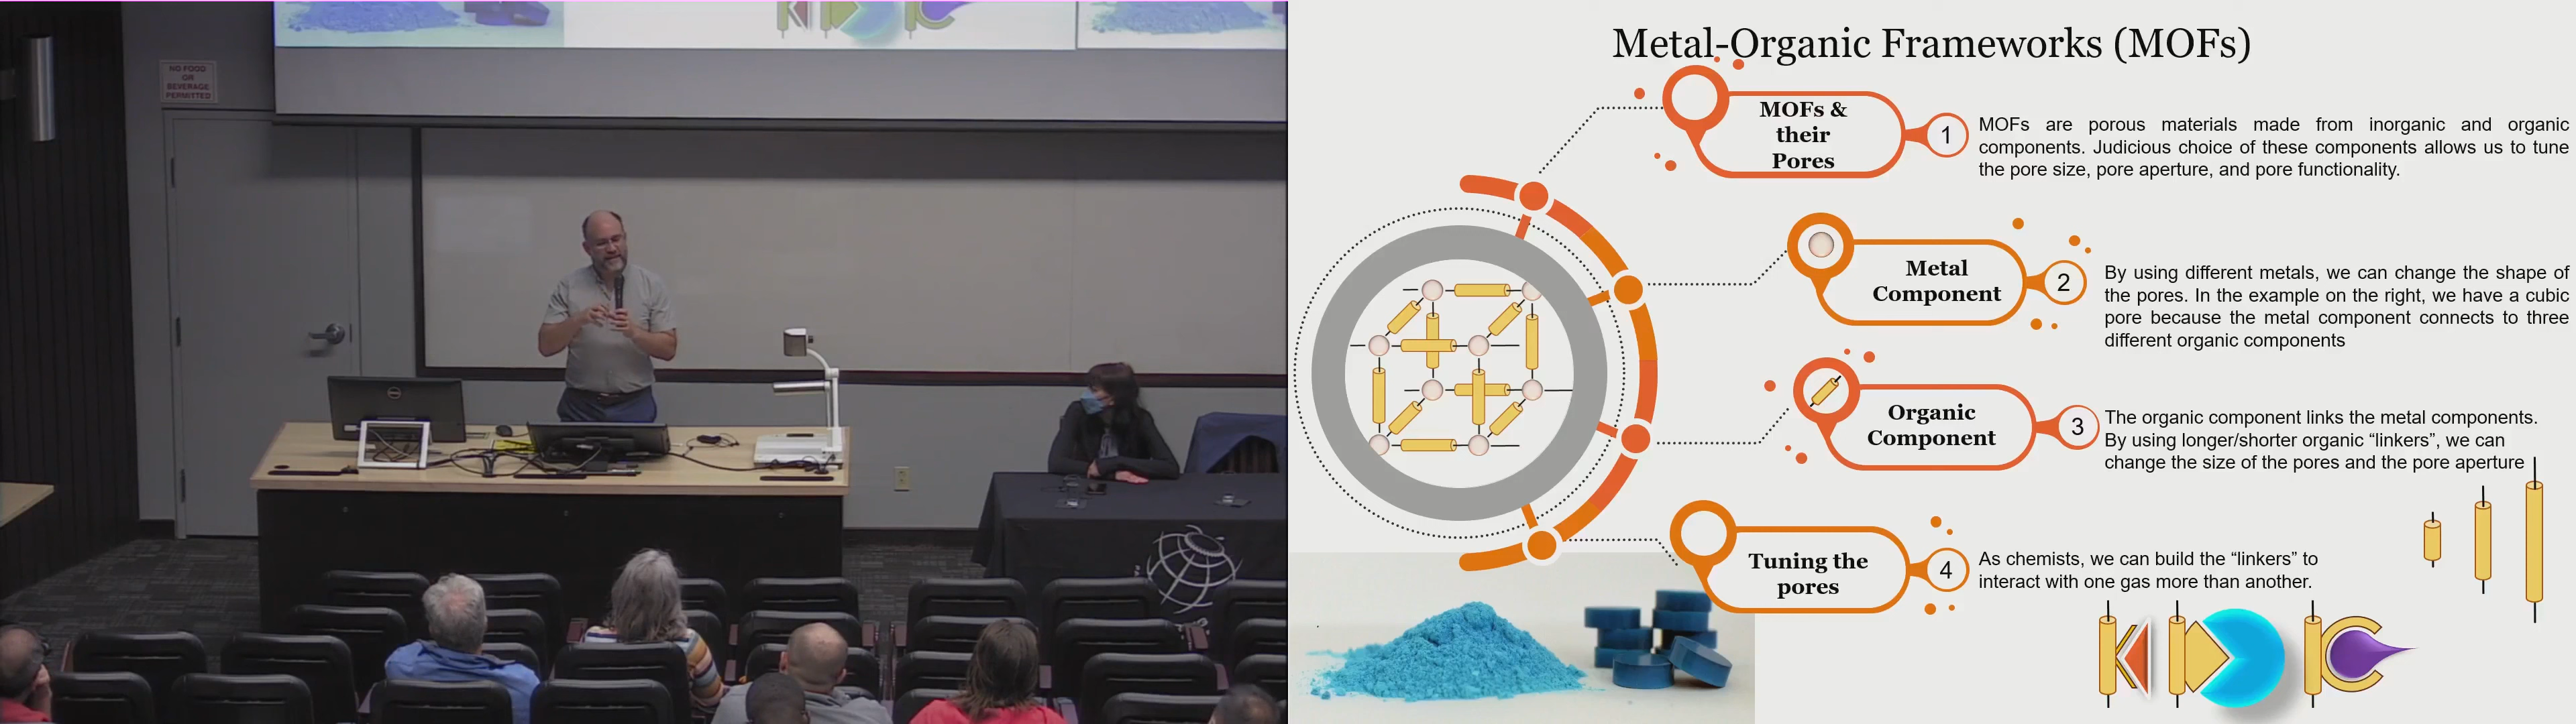 NO FOOD
OR
BEVERAGE
PERMITTED
DELL
Metal-Organic Frameworks (MOFs)
MOFs &
their
Pores
1
MOFs are porous materials made from inorganic and organic
components. Judicious choice of these components allows us to tune
the pore size, pore aperture, and pore functionality.
Metal
Component
2
By using different metals, we can change the shape of
the pores. In the example on the right, we have a cubic
pore because the metal component connects to three
different organic components
Organic
Component
3
The organic component links the metal components.
By using longer/shorter organic “linkers”, we can
change the size of the pores and the pore aperture
Tuning the
pores
4
As chemists, we can build the “linkers” to
interact with one gas more than another.